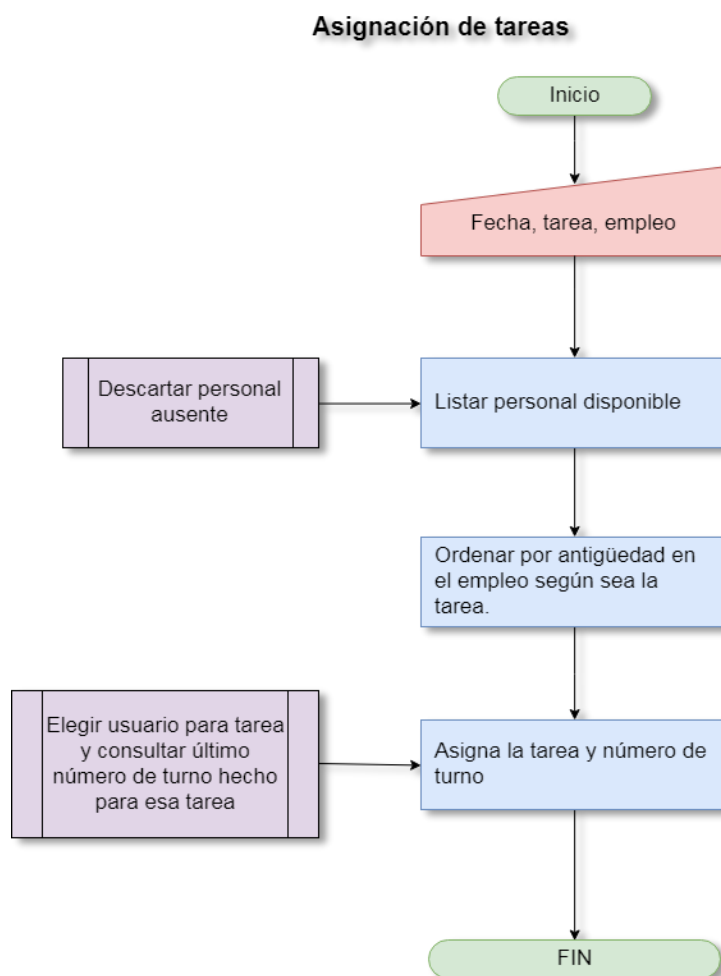 Asignación de tareas
Inicio
Fecha, tarea, empleo
Descartar personal
ausente
Listar personal disponible
Ordenar por antigüedad en
el empleo según sea la
tarea.
Elegir usuario para tarea
y consultar último
número de turno hecho
para esa tarea
Asigna la tarea y número de
turno
FIN